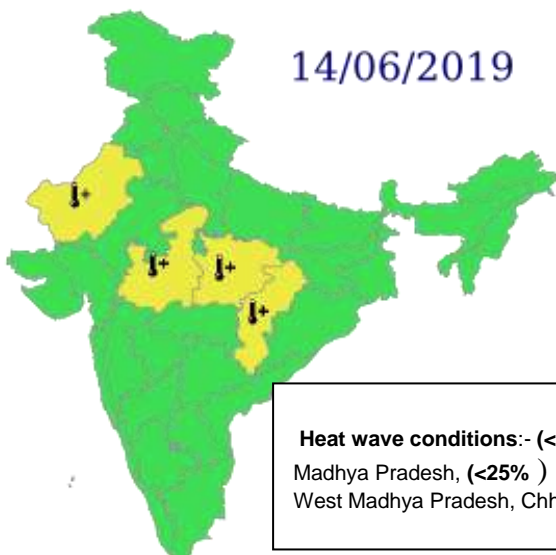 14/06/2019
Heat wave conditions:- (<
Madhya Pradesh, (<25% )
West Madhya Pradesh, Chh